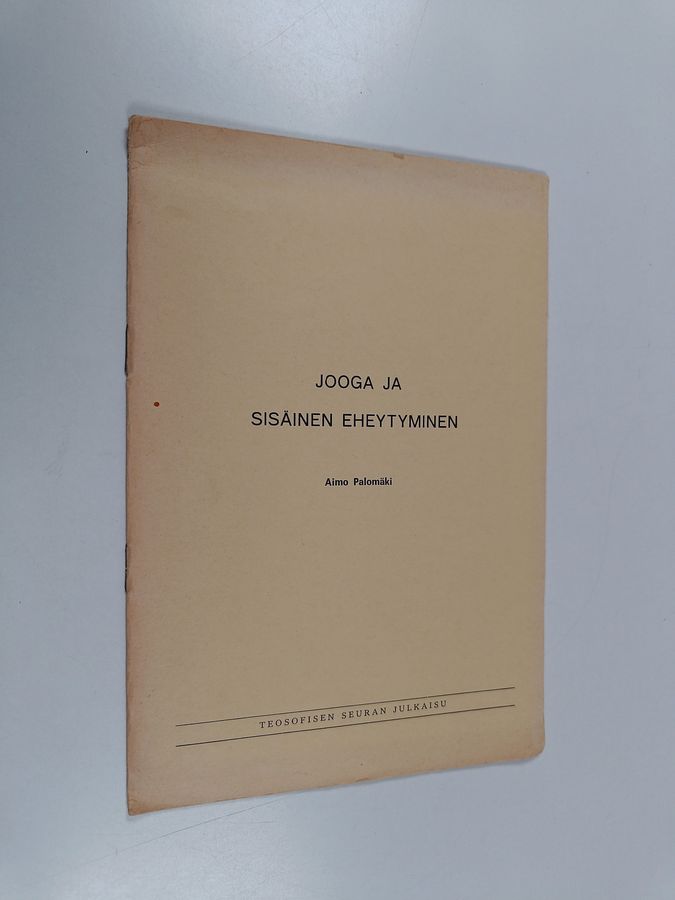 JOOGA JA
SISÄINEN EHEYTYMINEN
Aimo Palomäki
TEOSOFISEN SEURAN JULKAISU